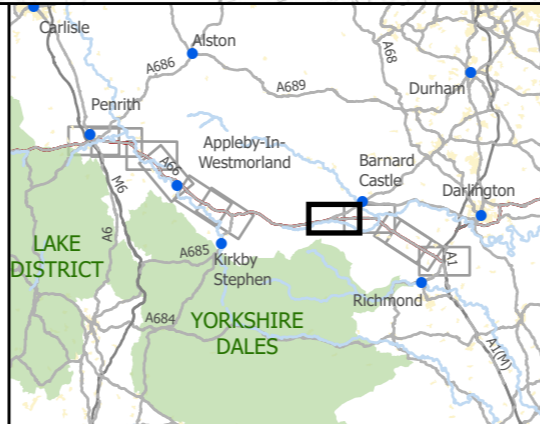 Carlisle
Alston
A68
A686
A689
Durham
Penrith
Appleby-In-
Westmorland
Barnard
Castle
Darlington
A66
M6
A6
LAKE
DISTRICT
A685
Kirkby
Stephen
A1
Richmond
A684
YORKSHIRE
DALES
A1(M)